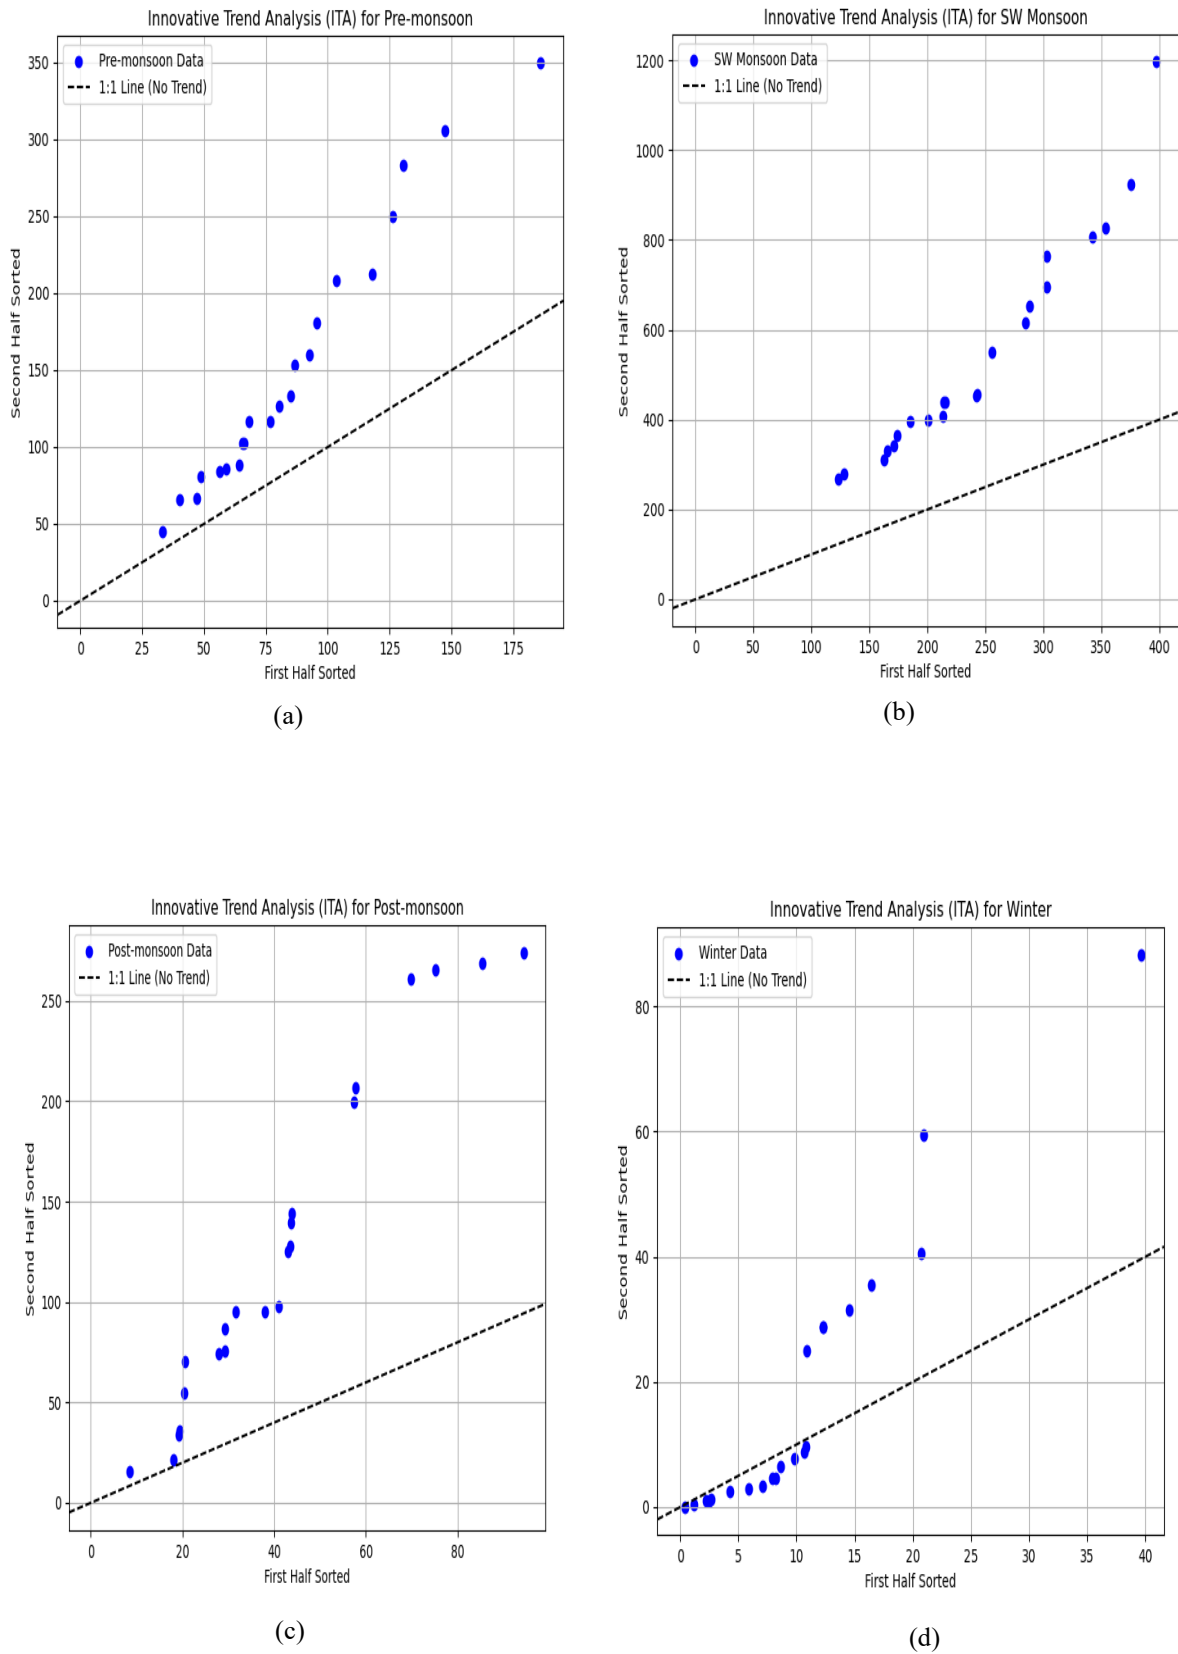 Innovative Trend Analysis (ITA) for Pre-monsoon
Pre-monsoon Data
1:1 Line (No Trend)
Second Half Sorted
350
300
250
200
150
100
50
0
0 25 50 75 100 125 150 175
First Half Sorted
(a)
Innovative Trend Analysis (ITA) for SW Monsoon
SW Monsoon Data
1:1 Line (No Trend)
Second Half Sorted
1200
1000
800
600
400
200
0
0 50 100 150 200 250 300 350 400
First Half Sorted
(b)
Innovative Trend Analysis (ITA) for Post-monsoon
Post-monsoon Data
1:1 Line (No Trend)
Second Half Sorted
250
200
150
100
50
0
0 20 40 60 80
First Half Sorted
(c)
Innovative Trend Analysis (ITA) for Winter
Winter Data
1:1 Line (No Trend)
Second Half Sorted
80
60
40
20
0
0 5 10 15 20 25 30 35 40
First Half Sorted
(d)